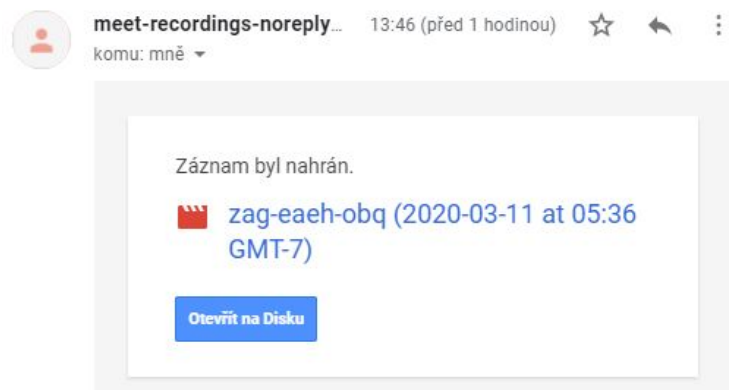 meet-recordings-noreply... 13:46 (před 1 hodinou)
komu: mně
Záznam byl nahrán.
zag-eaeh-obq (2020-03-11 at 05:36
GMT-7)
Otevřít na Disku